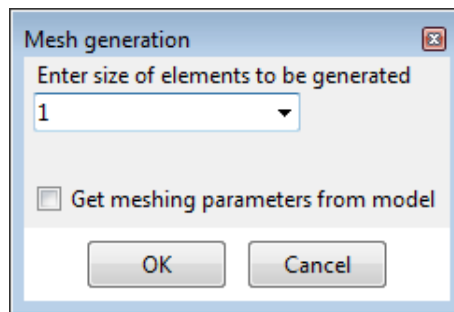 Mesh generation
Enter size of elements to be generated
1
Get meshing parameters from model
OK Cancel